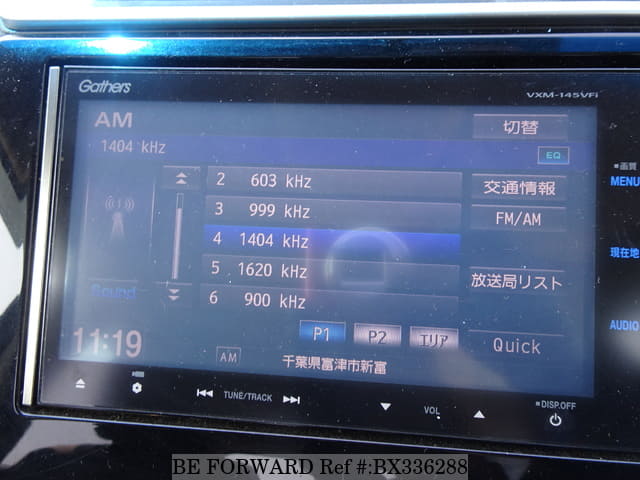 Gathers
VXM-145VFi
AM
切替
1404 kHz
EQ
画質
MENU
2 603 kHz
交通情報
3 999 kHz
FM/AM
4 1404 kHz
現在地
5 1620 kHz
放送局リスト
Sound
6 900 kHz
AUDIO
11:19
P1 P2 エリア
Quick
AM
千葉県富津市新富
TUNE/TRACK
VOL
DISP.OFF
BE FORWARD Ref #:BX336288